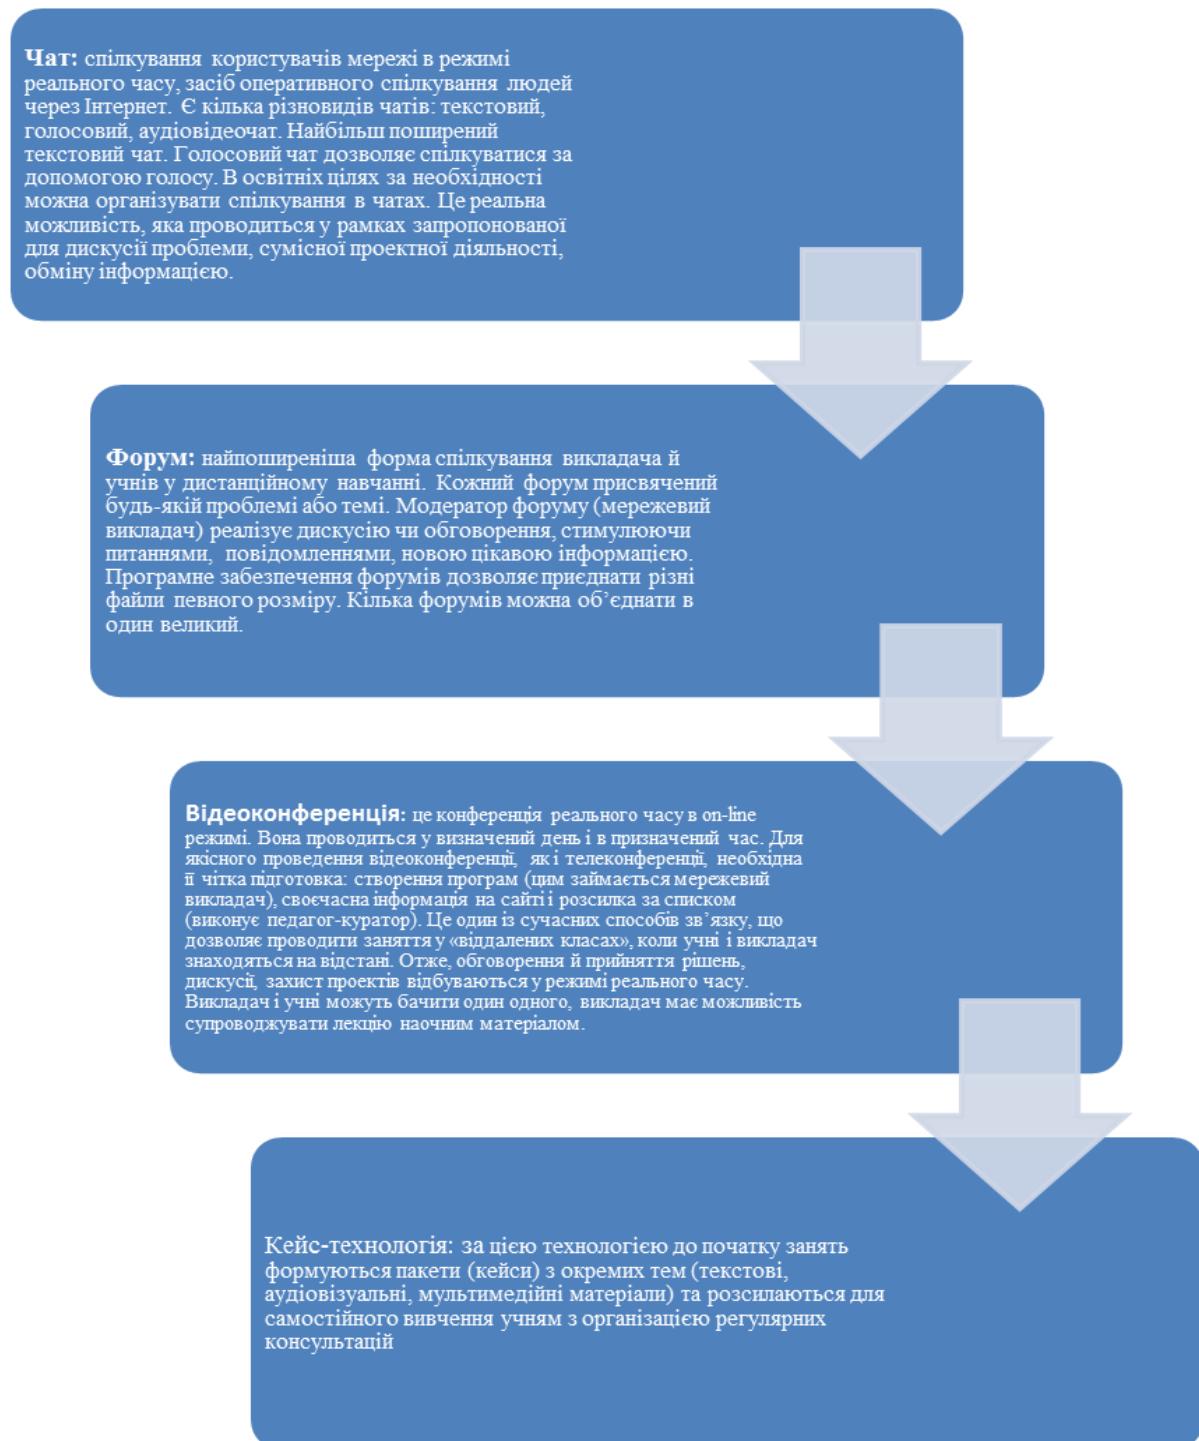 Чат: спілкування користувачів мережі в режимі
реального часу, засіб оперативного спілкування людей
через Інтернет. Є кілька різновидів чатів: текстовий,
голосовий, аудіовідеочат. Найбільш поширений
текстовий чат. Голосовий чат дозволяє спілкуватися за
допомогою голосу. В освітніх цілях за необхідності
можна організувати спілкування в чатах. Це реальна
можливість, яка проводиться у рамках запропонованої
для дискусії проблеми, сумісної проектної діяльності,
обміну інформацією.
Форум: найпоширеніша форма спілкування викладача й
учнів у дистанційному навчанні. Кожний форум присвячений
будь-якій проблемі або темі. Модератор форуму (мережевий
викладач) реалізує дискусію чи обговорення, стимулюючи
питаннями, повідомленнями, новою цікавою інформацією.
Програмне забезпечення форумів дозволяє приєднати різні
файли певного розміру. Кілька форумів можна об’єднати в
один великий.
Відеоконференція: це конференція реального часу в on-line
режимі. Вона проводиться у визначений день і в призначений час. Для
якісного проведення відеоконференції, як і телеконференції, необхідна
її чітка підготовка: створення програм (цим займається мережевий
викладач), своєчасна інформація на сайті і розсилка за списком
(виконує педагог-куратор). Це один із сучасних способів зв’язку, що
дозволяє проводити заняття у «віддалених класах», коли учні і викладач
знаходяться на відстані. Отже, обговорення й прийняття рішень,
дискусії, захист проектів відбуваються у режимі реального часу.
Викладач і учні можуть бачити один одного, викладач має можливість
супроводжувати лекцію наочним матеріалом.
Кейс-технологія: за цією технологією до початку занять
формуються пакети (кейси) з окремих тем (текстові,
аудіовізуальні, мультимедійні матеріали) та розсилаються для
самостійного вивчення учням з організацією регулярних
консультацій